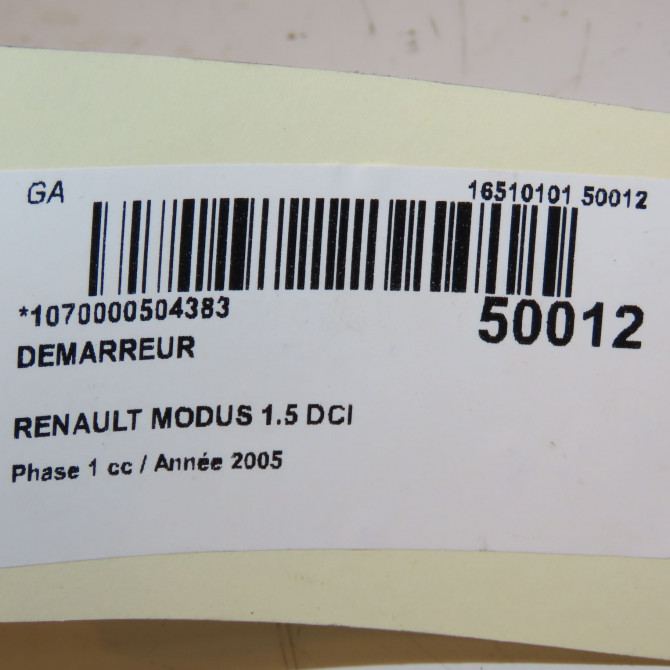 GA
16510101 50012
*1070000504383
50012
DEMARREUR
RENAULT MODUS 1.5 DCI
Phase 1 cc / Année 2005